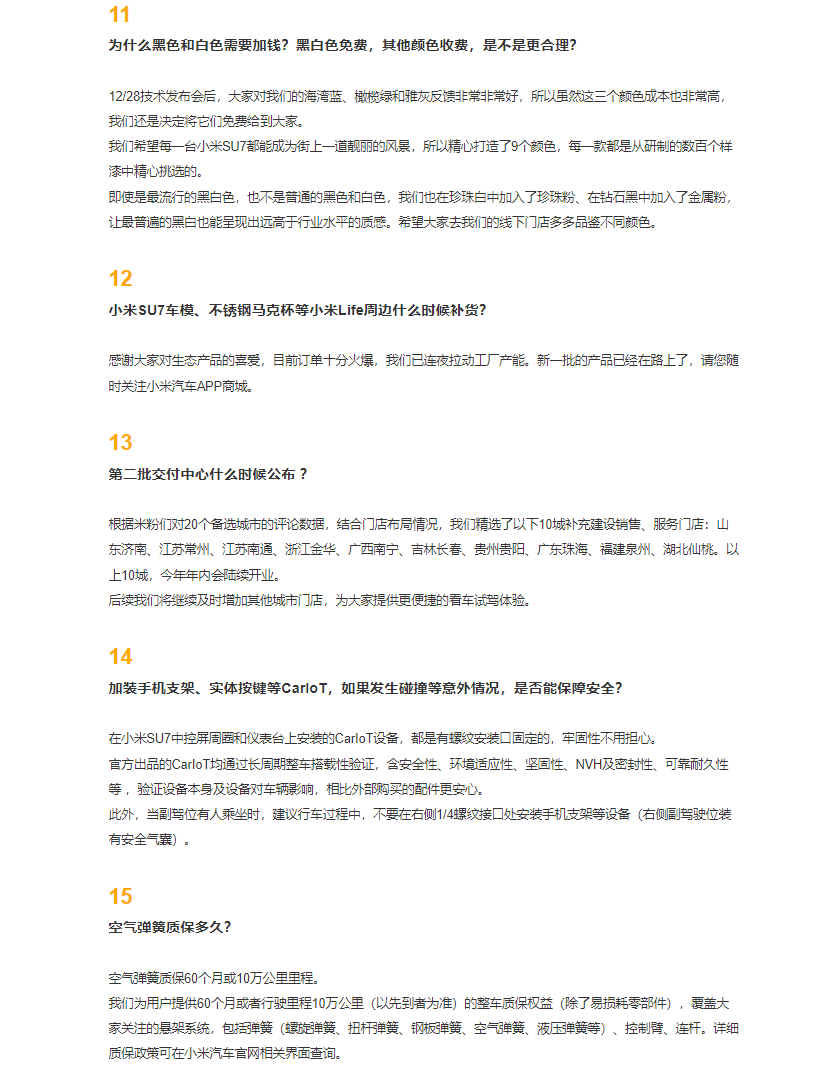 11
为什么黑色和白色需要加钱？黑白色免费，其他颜色收费，是不是更合理？
12/28技术发布会后，大家对我们的海湾蓝、橄榄绿和雅灰反馈非常非常好，所以虽然这三个颜色成本也非常高，
我们还是决定将它们免费给到大家。
我们希望每一台小米SU7都能成为街上一道靓丽的风景，所以精心打造了9个颜色，每一款都是从研制的数百个样
漆中精心挑选的。
即使是最流行的黑白色，也不是普通的黑色和白色，我们也在珍珠白中加入了珍珠粉、在钻石黑中加入了金属粉，
让最普遍的黑白也能呈现出远高于行业水平的质感。希望大家去我们的线下门店多多品鉴不同颜色。
12
小米SU7车模、不锈钢马克杯等小米Life周边什么时候补货？
感谢大家对生态产品的喜爱，目前订单十分火爆，我们已连夜拉动工厂产能。新一批的产品已经在路上了，请您随
时关注小米汽车APP商城。
13
第二批交付中心什么时候公布 ？
根据米粉们对20个备选城市的评论数据，结合门店布局情况，我们精选了以下10城补充建设销售、服务门店：山
东济南、江苏常州、江苏南通、浙江金华、广西南宁、吉林长春、贵州贵阳、广东珠海、福建泉州、湖北仙桃。以
上10城，今年年内会陆续开业。
后续我们将继续及时增加其他城市门店，为大家提供更便捷的看车试驾体验。
14
加装手机支架、实体按键等CarIoT，如果发生碰撞等意外情况，是否能保障安全？
在小米SU7中控屏周圈和仪表台上安装的CarIoT设备，都是有螺纹安装口固定的，牢固性不用担心。
官方出品的CarIoT均通过长周期整车搭载性验证，含安全性、环境适应性、坚固性、NVH及密封性、可靠耐久性
等 ，验证设备本身及设备对车辆影响，相比外部购买的配件更安心。
此外，当副驾位有人乘坐时，建议行车过程中，不要在右侧1/4螺纹接口处安装手机支架等设备（右侧副驾驶位装
有安全气囊）。
15
空气弹簧质保多久？
空气弹簧质保60个月或10万公里里程。
我们为用户提供60个月或者行驶里程10万公里（以先到者为准）的整车质保权益（除了易损耗零部件），覆盖大
家关注的悬架系统，包括弹簧（螺旋弹簧、扭杆弹簧、钢板弹簧、空气弹簧、液压弹簧等）、控制臂、连杆。详细
质保政策可在小米汽车官网相关界面查询。